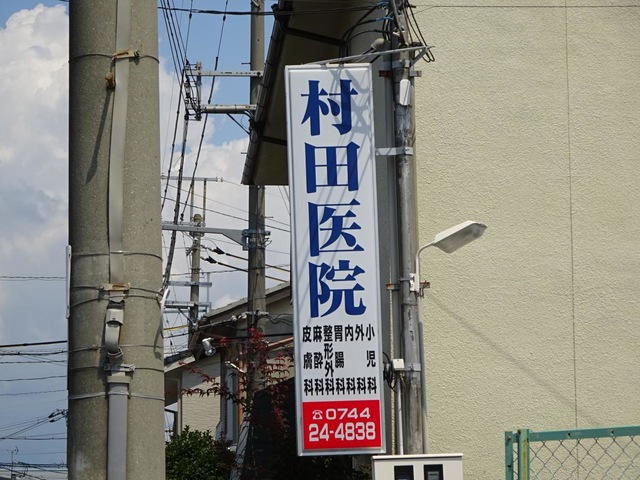 村田医院
小児科
外科
内科
胃腸科
整形外科
麻酔科
皮膚科
☎0744
24-4838